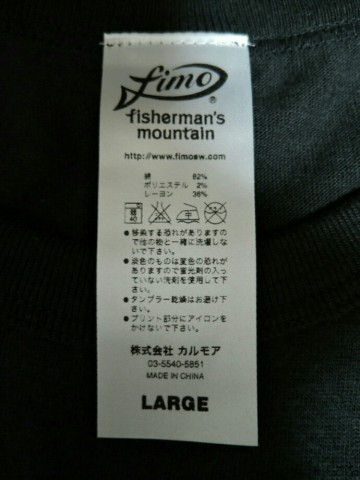 fimo
®
fisherman's
mountain
http://www.fimosw.com
綿 62%
ポリエステル 2%
レーヨン 36%
40
●移染する恐れがありますの
で他の物と一緒に洗濯しな
いで下さい。
●染色のものは変色の恐れが
ありますので蛍光剤の入っ
ていない洗剤を使用して下
さい。
●タンブラー乾燥はお避け下
さい。
●プリント部分にアイロンを
かけないで下さい。
株式会社 カルモア
03-5540-5851
MADE IN CHINA
LARGE